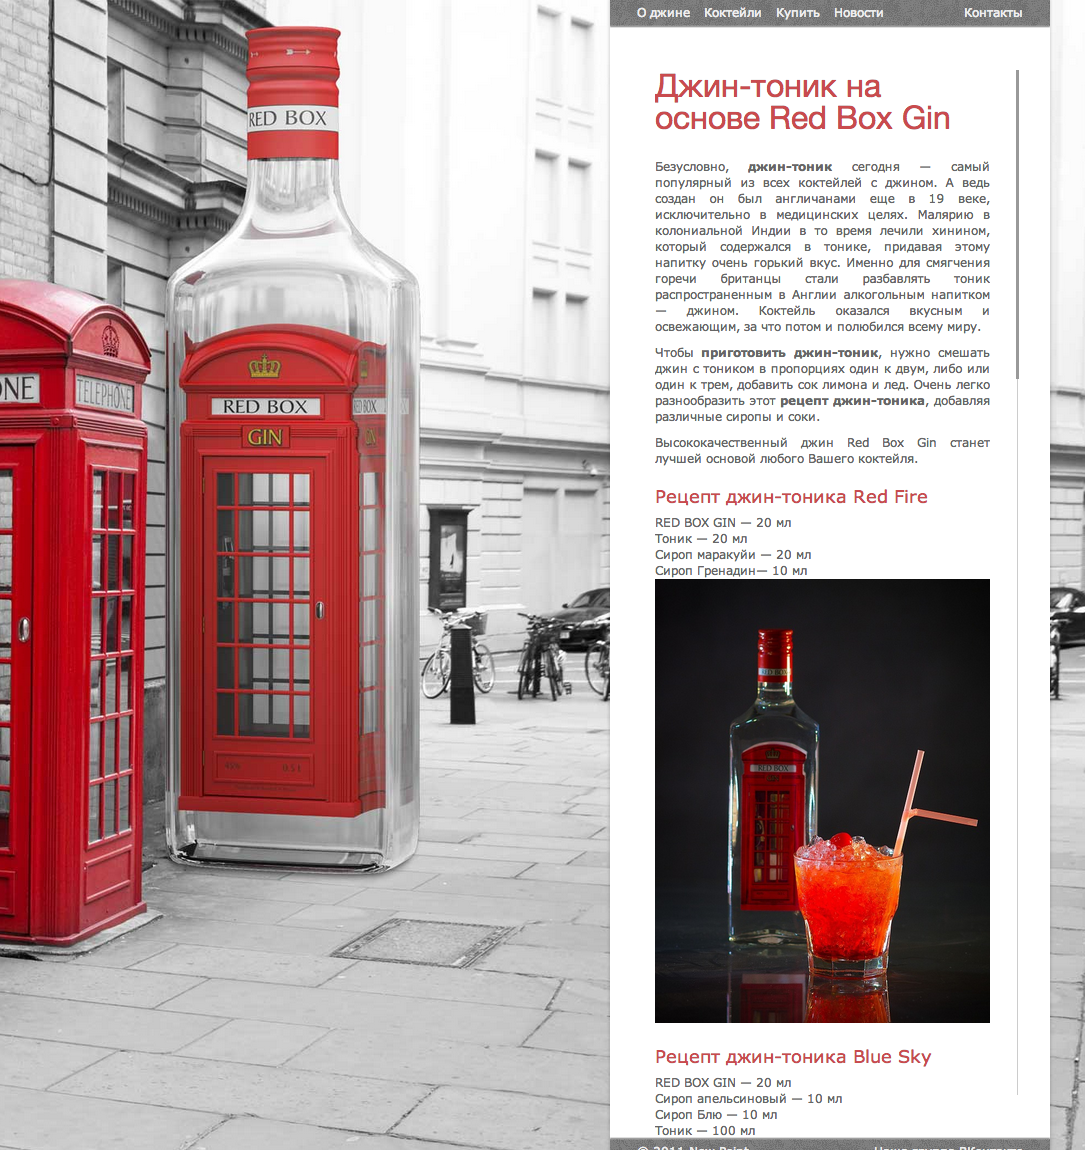 О джине Коктейли Купить Новости Контакты
RED BOX
ONE
TELEPHONE
RED BOX
BOX
GIN
GIN
Джин-тоник на
основе Red Box Gin
Безусловно, джин-тоник сегодня — самый
популярный из всех коктейлей с джином. А ведь
создан он был англичанами еще в 19 веке,
исключительно в медицинских целях. Малярию в
колониальной Индии в то время лечили хинином,
который содержался в тонике, придавая этому
напитку очень горький вкус. Именно для смягчения
горечи британцы стали разбавлять тоник
распространенным в Англии алкогольным напитком
— джином. Коктейль оказался вкусным и
освежающим, за что потом и полюбился всему миру.
Чтобы приготовить джин-тоник, нужно смешать
джин с тоником в пропорциях один к двум, либо или
один к трем, добавить сок лимона и лед. Очень легко
разнообразить этот рецепт джин-тоника, добавляя
различные сиропы и соки.
Высококачественный джин Red Box Gin станет
лучшей основой любого Вашего коктейля.
Рецепт джин-тоника Red Fire
RED BOX GIN — 20 мл
Тоник — 20 мл
Сироп маракуйи — 20 мл
Сироп Гренадин— 10 мл
RED BOX
RED BOX
Рецепт джин-тоника Blue Sky
RED BOX GIN — 20 мл
Сироп апельсиновый — 10 мл
Сироп Блю — 10 мл
Тоник — 100 мл
© 2011 New Point Наша группа ВКонтакте